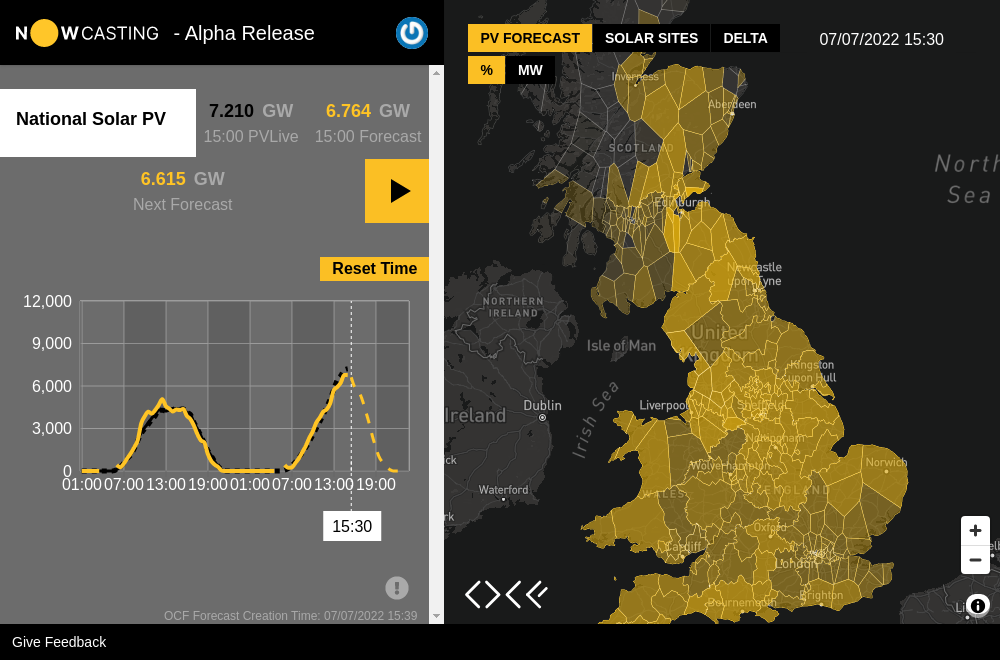 NOWCASTING - Alpha Release
National Solar PV
7.210 GW
15:00 PVLive
6.764 GW
15:00 Forecast
6.615 GW
Next Forecast
Reset Time
12,000
9,000
6,000
3,000
0
01:00 07:00 13:00 19:00 01:00 07:00 13:00 19:00
15:30
OCF Forecast Creation Time: 07/07/2022 15:39
Give Feedback
PV FORECAST SOLAR SITES DELTA
07/07/2022 15:30
% MW
Inverness
Aberdeen
SCOTLAND
North
Sea
Edinburgh
Newcastle
upon Tyne
NORTHERN
IRELAND
United
Kingdom
Isle of Man
Kingston
upon Hull
Irish Sea
Dublin
Liverpool
Sheffield
Ireland
Nottingham
Norwich
ck
Wolverhampton
Waterford
WALES
ENGLAND
rk
Oxford
Cardiff
London
Brighton
Bournemouth
Li